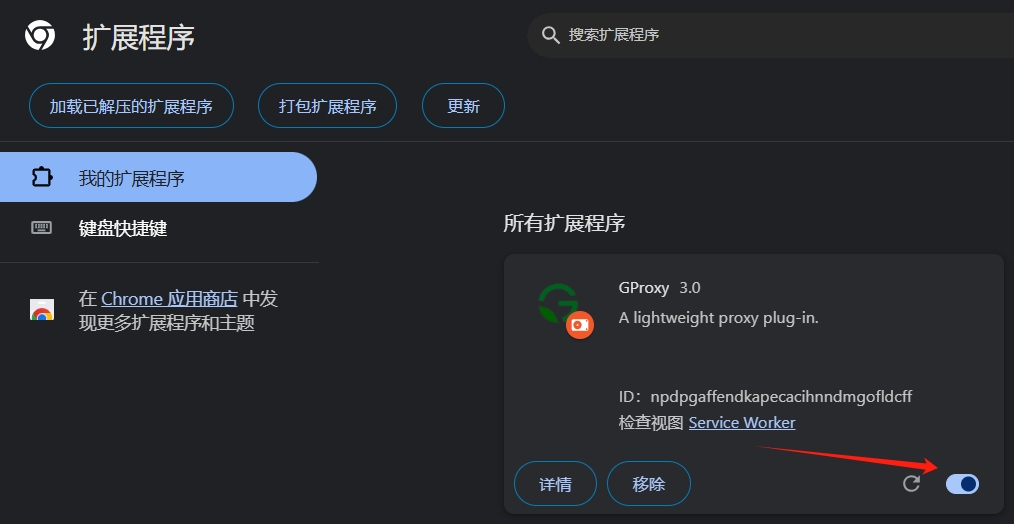 扩展程序
搜索扩展程序
加载已解压的扩展程序
打包扩展程序
更新
我的扩展程序
键盘快捷键
在 Chrome 应用商店 中发
现更多扩展程序和主题
所有扩展程序
GProxy 3.0
A lightweight proxy plug-in.
ID：npdpgaffendkapecacihnndmgofldcff
检查视图 Service Worker
详情
移除